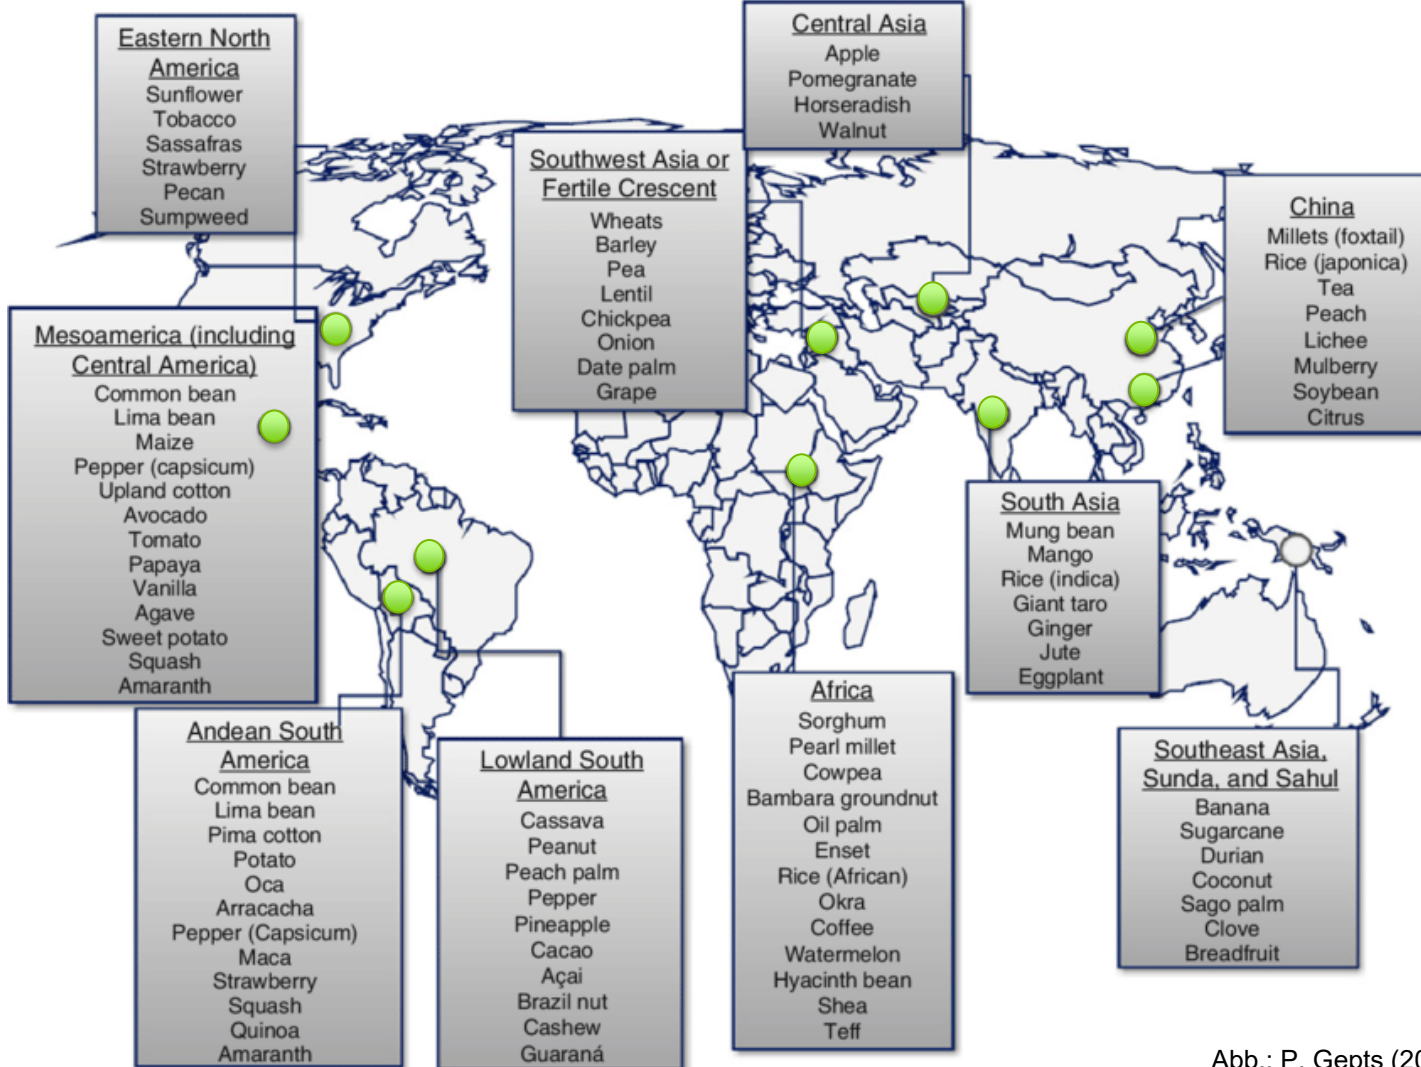 Eastern North
America
Sunflower
Tobacco
Sassafras
Strawberry
Pecan
Sumpweed
Central Asia
Apple
Pomegranate
Horseradish
Walnut
Southwest Asia or
Fertile Crescent
Wheats
Barley
Pea
Lentil
Chickpea
Onion
Date palm
Grape
China
Millets (foxtail)
Rice (japonica)
Tea
Peach
Lichee
Mulberry
Soybean
Citrus
Mesoamerica (including
Central America)
Common bean
Lima bean
Maize
Pepper (capsicum)
Upland cotton
Avocado
Tomato
Papaya
Vanilla
Agave
Sweet potato
Squash
Amaranth
South Asia
Mung bean
Mango
Rice (indica)
Giant taro
Ginger
Jute
Eggplant
Andean South
America
Common bean
Lima bean
Pima cotton
Potato
Oca
Arracacha
Pepper (Capsicum)
Maca
Strawberry
Squash
Quinoa
Amaranth
Lowland South
America
Cassava
Peanut
Peach palm
Pepper
Pineapple
Cacao
Açai
Brazil nut
Cashew
Guaraná
Africa
Sorghum
Pearl millet
Cowpea
Bambara groundnut
Oil palm
Enset
Rice (African)
Okra
Coffee
Watermelon
Hyacinth bean
Shea
Teff
Southeast Asia,
Sunda, and Sahul
Banana
Sugarcane
Durian
Coconut
Sago palm
Clove
Breadfruit
Abb.: P. Gepts (20